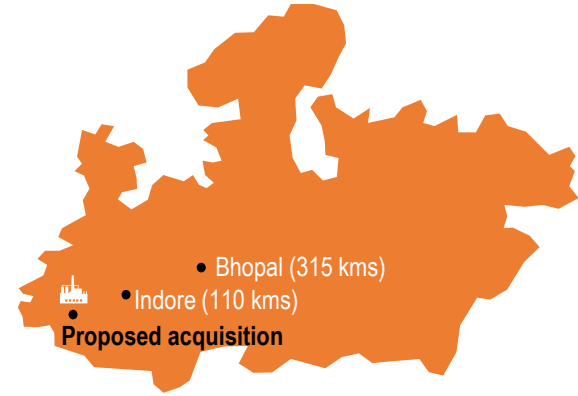 Bhopal (315 kms)
Indore (110 kms)
Proposed acquisition